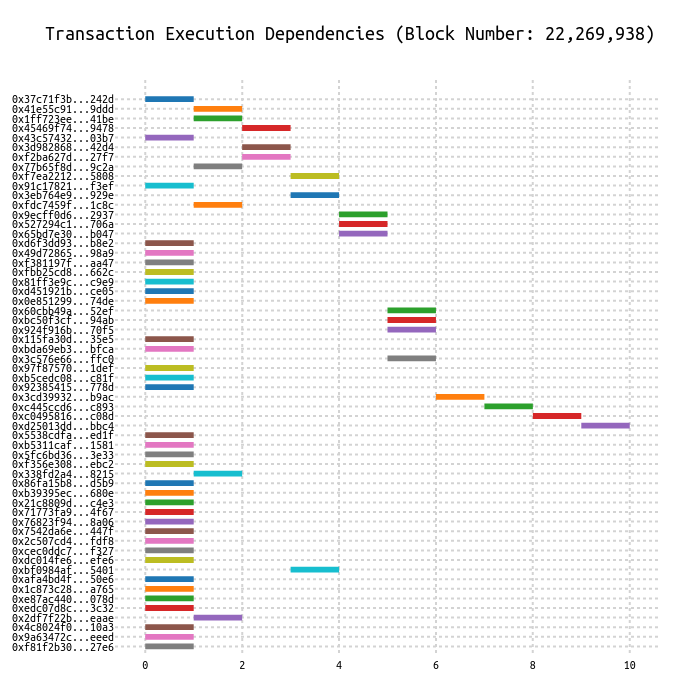 Transaction Execution Dependencies (Block Number: 22,269,938)
0x37c71f3b...242d
0x41e55c91...9ddd
0x1ff723ee...41be
0x45469f74...9478
0x43c57432...03b7
0x3d982868...42d4
0xf2ba627d...27f7
0x77b65f8d...9c2a
0xf7ea2212...5808
0x91c17821...f3ef
0x3eb764e9...929e
0xfdc7459f...1c8c
0x9ecff0d6...2937
0x527294c1...706a
0x65bd7e30...b047
0xd6f3dd93...b8e2
0x49d72865...98a9
0xf381197f...aa47
0xfbb25cd8...662c
0x81ff3e9c...c9e9
0xd451921b...ce05
0x0e851299...74de
0x60cbb49a...52ef
0xbc50f3cf...94ab
0x924f916b...70f5
0x115fa30d...35e5
0xbda69eb3...bfca
0x3c576e66...ffc0
0x97f87570...1def
0xb5cedc08...c81f
0x92385415...778d
0x3cd39932...b9ac
0xc445ccd6...c893
0xc0495816...c08d
0xd25013dd...bbc4
0x5538cdfa...ed1f
0xb5311caf...1581
0x5fc6bd36...3e33
0xf356e308...ebc2
0x338fd2a4...8215
0x86fa15b8...d5b9
0xb39395ec...680e
0x21c8809d...c4e3
0x71773fa9...4f67
0x76823f94...8a06
0x7542da6e...447f
0x2c507cd4...fdf8
0xcec0ddc7...f327
0xdc014fe6...efe6
0xbf0984af...5401
0xafa4bd4f...50e6
0x1c873c28...a765
0xe87ac440...078d
0xedc07d8c...3c32
0x2df7f22b...eaae
0x4c8024f0...10a3
0x9a63472c...eeed
0xf81f2b30...27e6
0 2 4 6 8 10